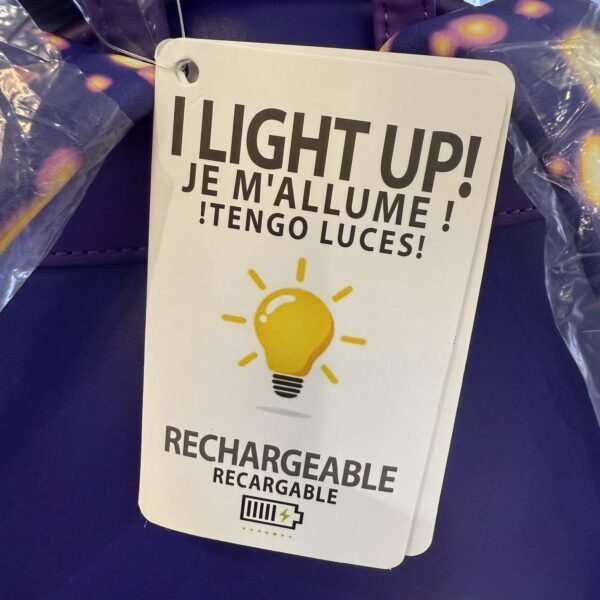 I LIGHT UP!
JE M'ALLUME !
!TENGO LUCES!
RECHARGEABLE
RECARGABLE